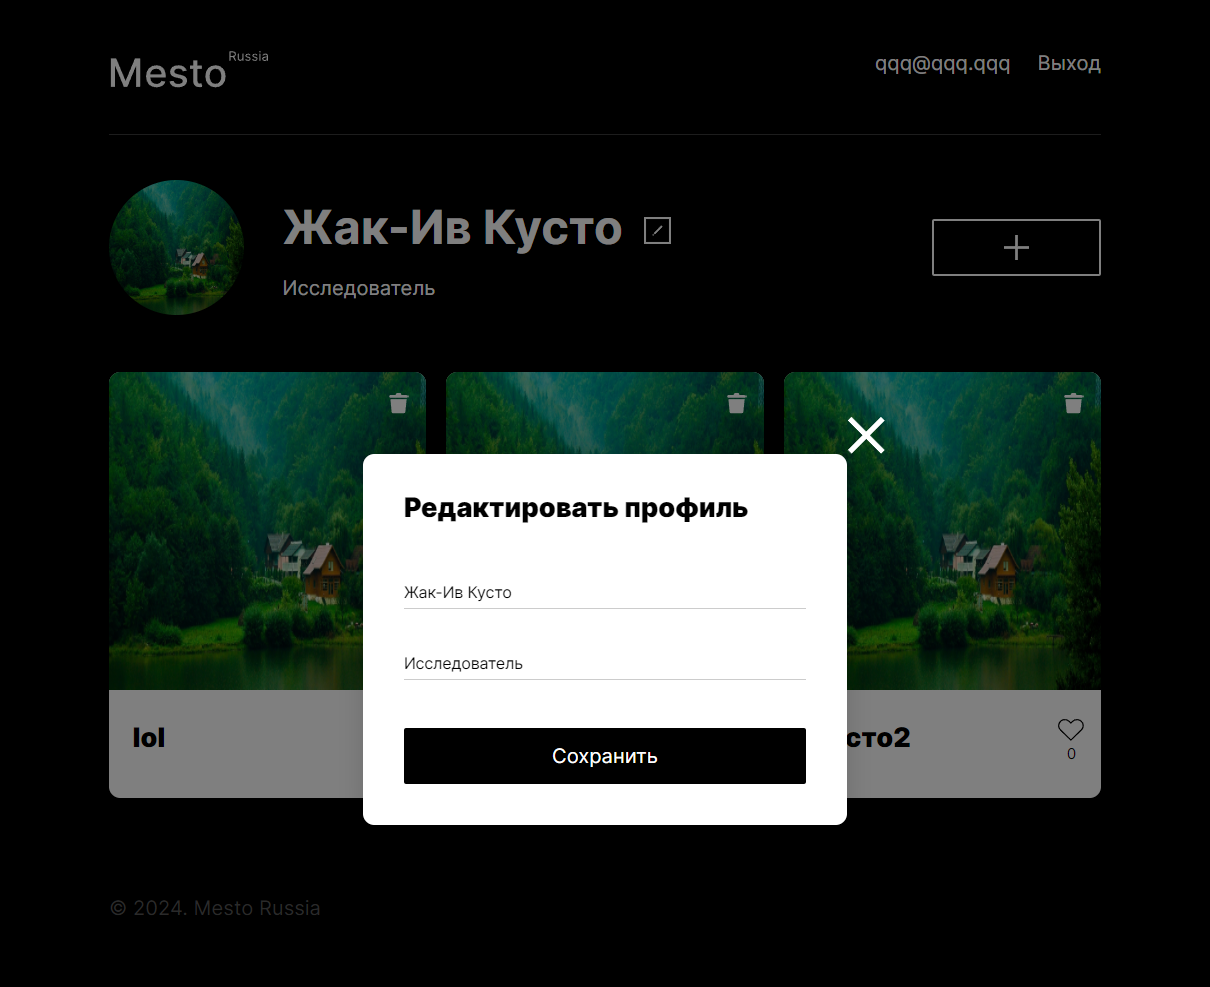 Mesto Russia
qqq@qqq.qqq Выход
Жак-Ив Кусто
Исследователь
Редактировать профиль
Жак-Ив Кусто
Исследователь
Сохранить
lol
сто2
0
© 2024. Mesto Russia